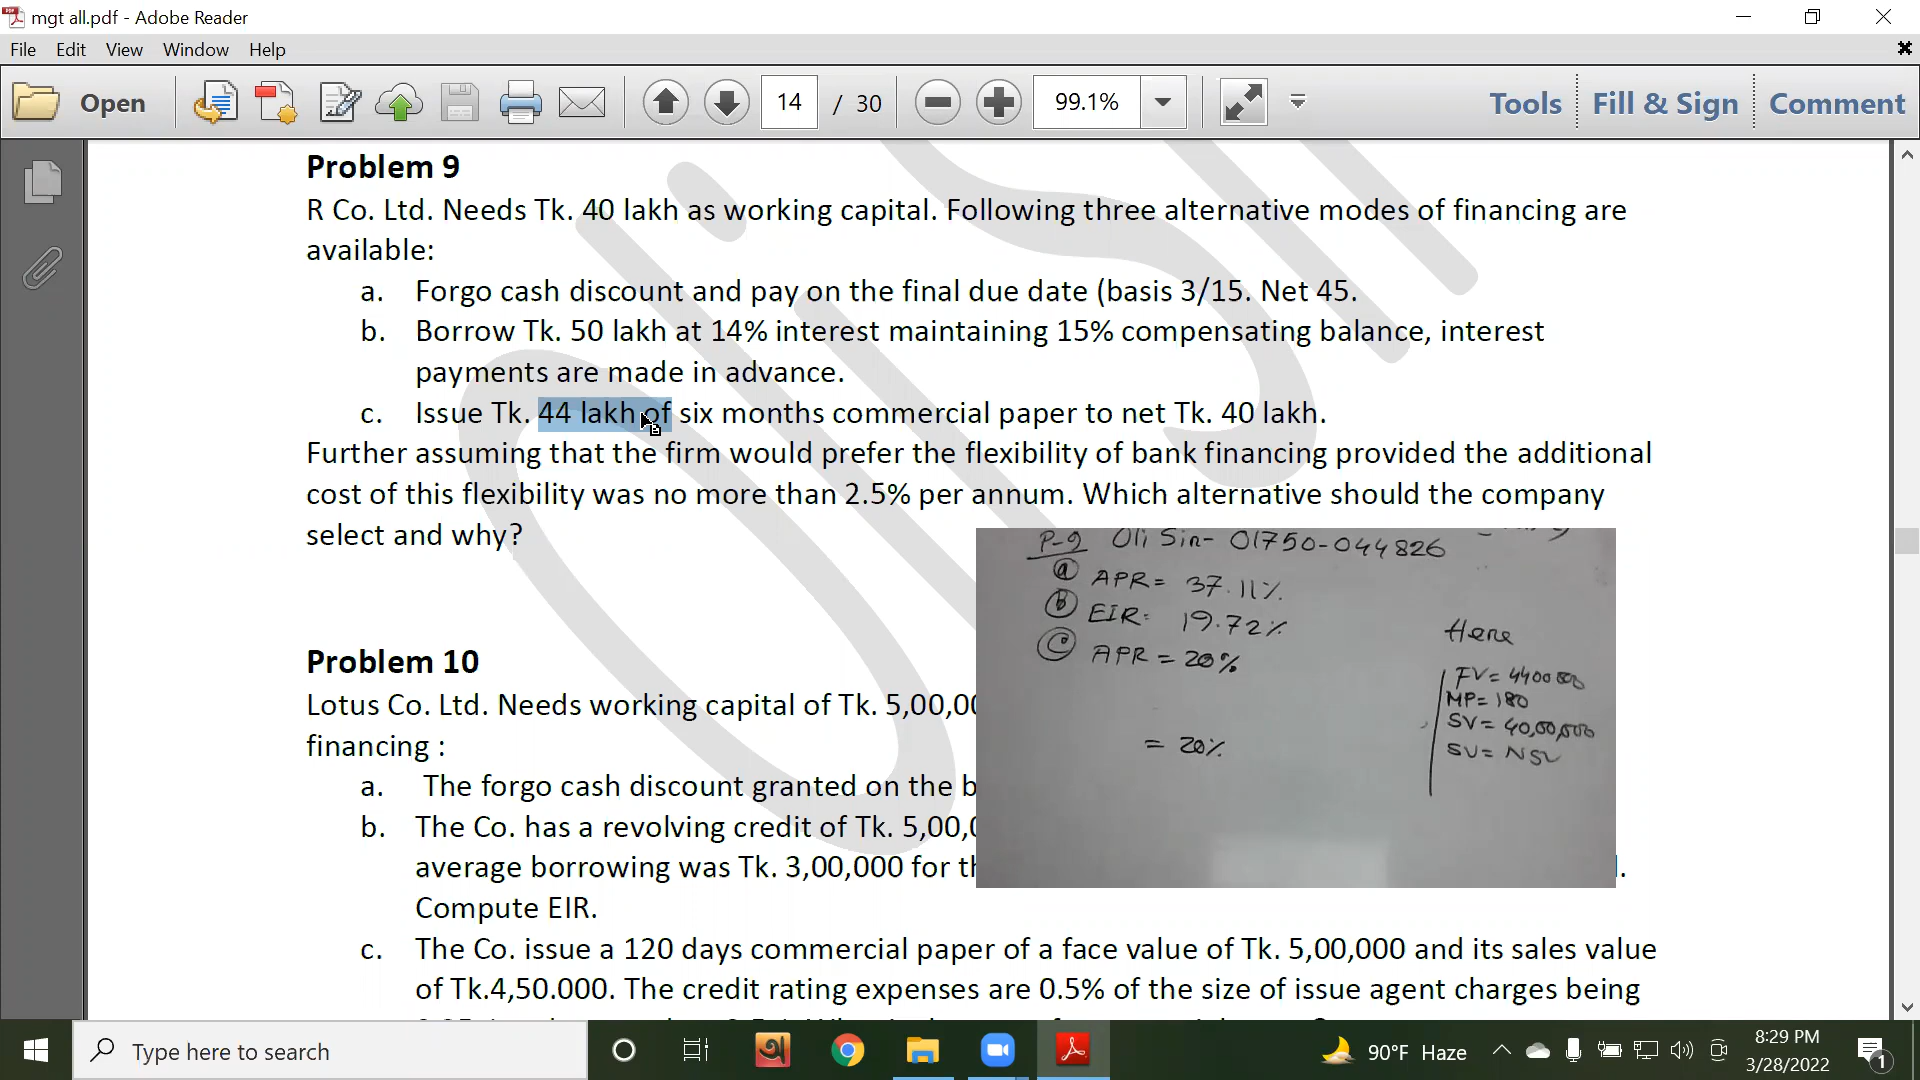 mgt all.pdf - Adobe Reader
File Edit View Window Help
Open 14 / 30 99.1% Tools Fill & Sign Comment
Problem 9
R Co. Ltd. Needs Tk. 40 lakh as working capital. Following three alternative modes of financing are
available:
a. Forgo cash discount and pay on the final due date (basis 3/15. Net 45.
b. Borrow Tk. 50 lakh at 14% interest maintaining 15% compensating balance, interest
payments are made in advance.
c. Issue Tk. 44 lakh of six months commercial paper to net Tk. 40 lakh.
Further assuming that the firm would prefer the flexibility of bank financing provided the additional
cost of this flexibility was no more than 2.5% per annum. Which alternative should the company
select and why?
P-9 Oli Sir- 01750-044826
a APR= 37.11%
b EIR= 19.72%
c APR = 20%
= 20%
Here
FV= 4400000
MP= 180
SV= 40,00,000
SV= NSV
Problem 10
Lotus Co. Ltd. Needs working capital of Tk. 5,00,00
financing :
a. The forgo cash discount granted on the b
b. The Co. has a revolving credit of Tk. 5,00,0
average borrowing was Tk. 3,00,000 for th
Compute EIR.
c. The Co. issue a 120 days commercial paper of a face value of Tk. 5,00,000 and its sales value
of Tk.4,50.000. The credit rating expenses are 0.5% of the size of issue agent charges being
Type here to search
90°F Haze
8:29 PM
3/28/2022
1